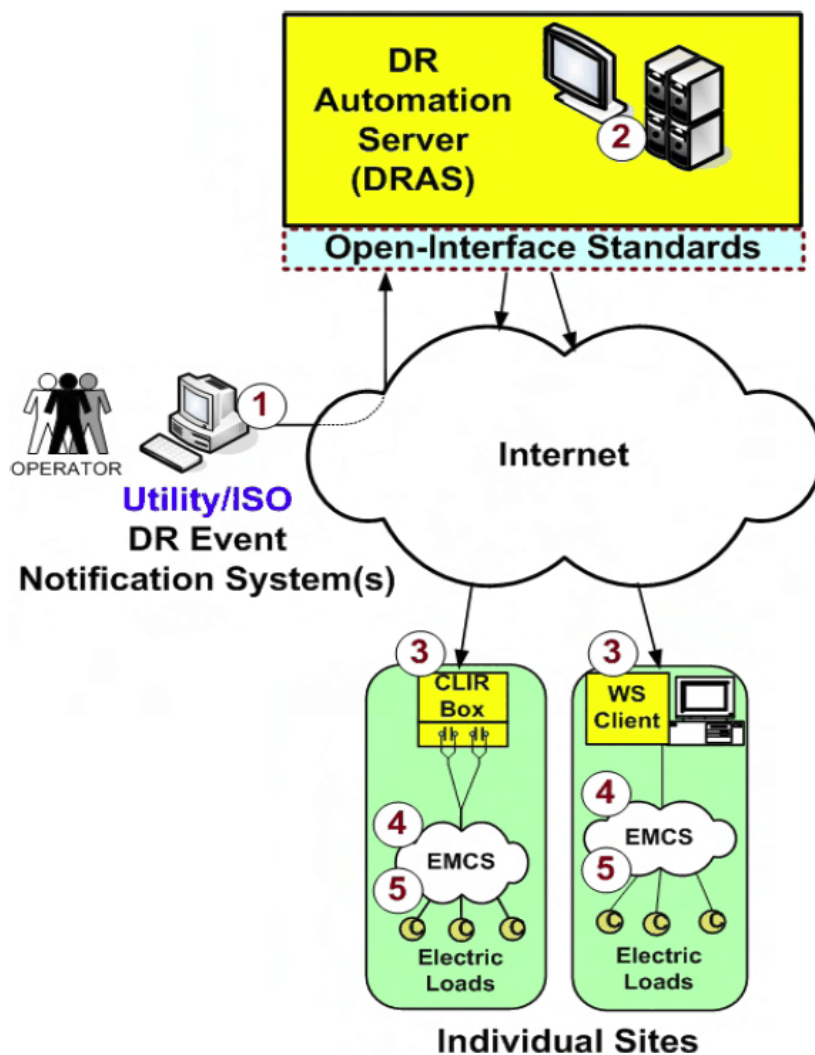 DR
Automation
Server
(DRAS)
2
Open-Interface Standards
1
OPERATOR
Utility/ISO
DR Event
Notification System(s)
Internet
3
CLIR
Box
4
EMCS
5
Electric
Loads
3
WS
Client
4
EMCS
5
Electric
Loads
Individual Sites